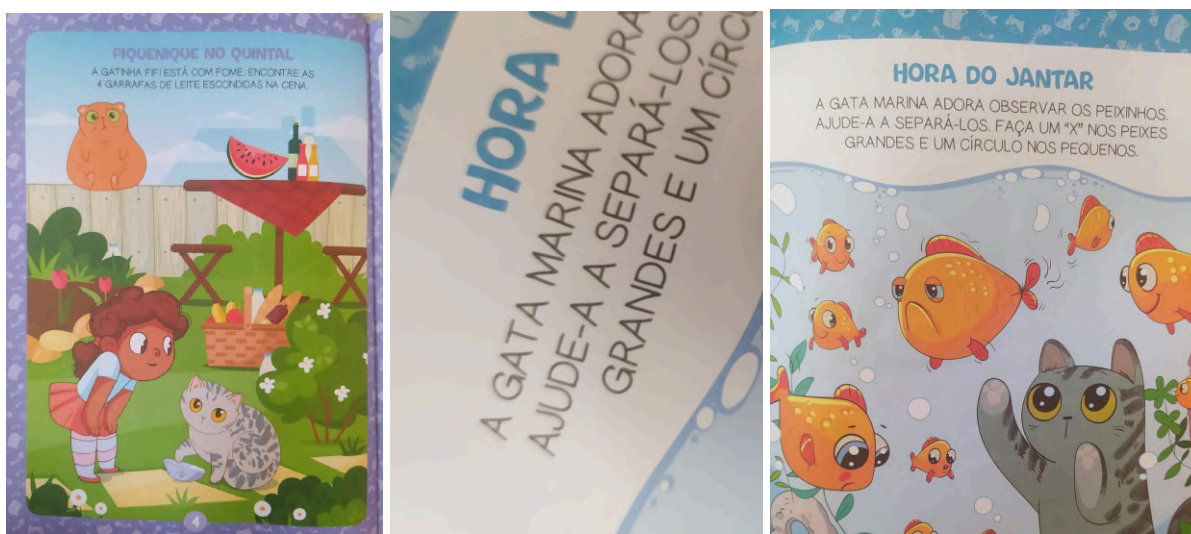 PIQUENIQUE NO QUINTAL
A GATINHA FIFI ESTÁ COM FOME. ENCONTRE AS
4 GARRAFAS DE LEITE ESCONDIDAS NA CENA.
4
HORA
A GATA MARINA ADORA
AJUDE-A A SEPARÁ-LOS.
GRANDES E UM CÍRCU
HORA DO JANTAR
A GATA MARINA ADORA OBSERVAR OS PEIXINHOS.
AJUDE-A A SEPARÁ-LOS. FAÇA UM "X" NOS PEIXES
GRANDES E UM CÍRCULO NOS PEQUENOS.